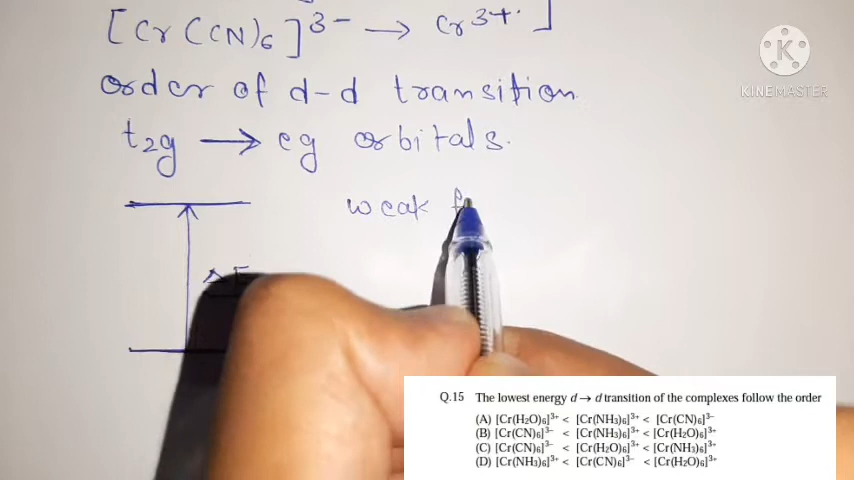 [Cr(CN)6]3- → Cr3+.]
order of d-d transition
t2g → eg orbitals.
weak f
Δ E
KINEMASTER
Q.15 The lowest energy d → d transition of the complexes follow the order
(A) [Cr(H2O)6]3+ < [Cr(NH3)6]3+ < [Cr(CN)6]3-
(B) [Cr(CN)6]3- < [Cr(NH3)6]3+ < [Cr(H2O)6]3+
(C) [Cr(CN)6]3- < [Cr(H2O)6]3+ < [Cr(NH3)6]3+
(D) [Cr(NH3)6]3+ < [Cr(CN)6]3- < [Cr(H2O)6]3+